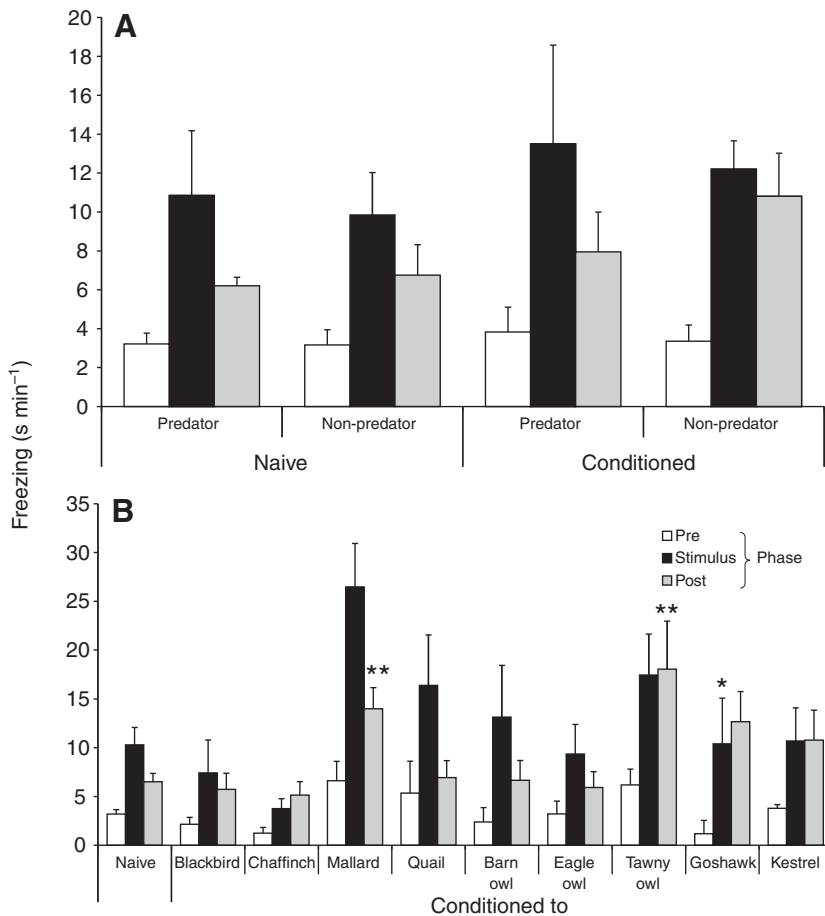 A
20
18
16
14
12
10
8
6
4
2
0
Predator Non-predator Predator Non-predator
Naive Conditioned
Freezing (s min⁻¹)
B
35
30
25
20
15
10
5
0
Pre
Stimulus
Post
Phase
**
**
*
Naive Blackbird Chaffinch Mallard Quail Barn owl Eagle owl Tawny owl Goshawk Kestrel
Conditioned to